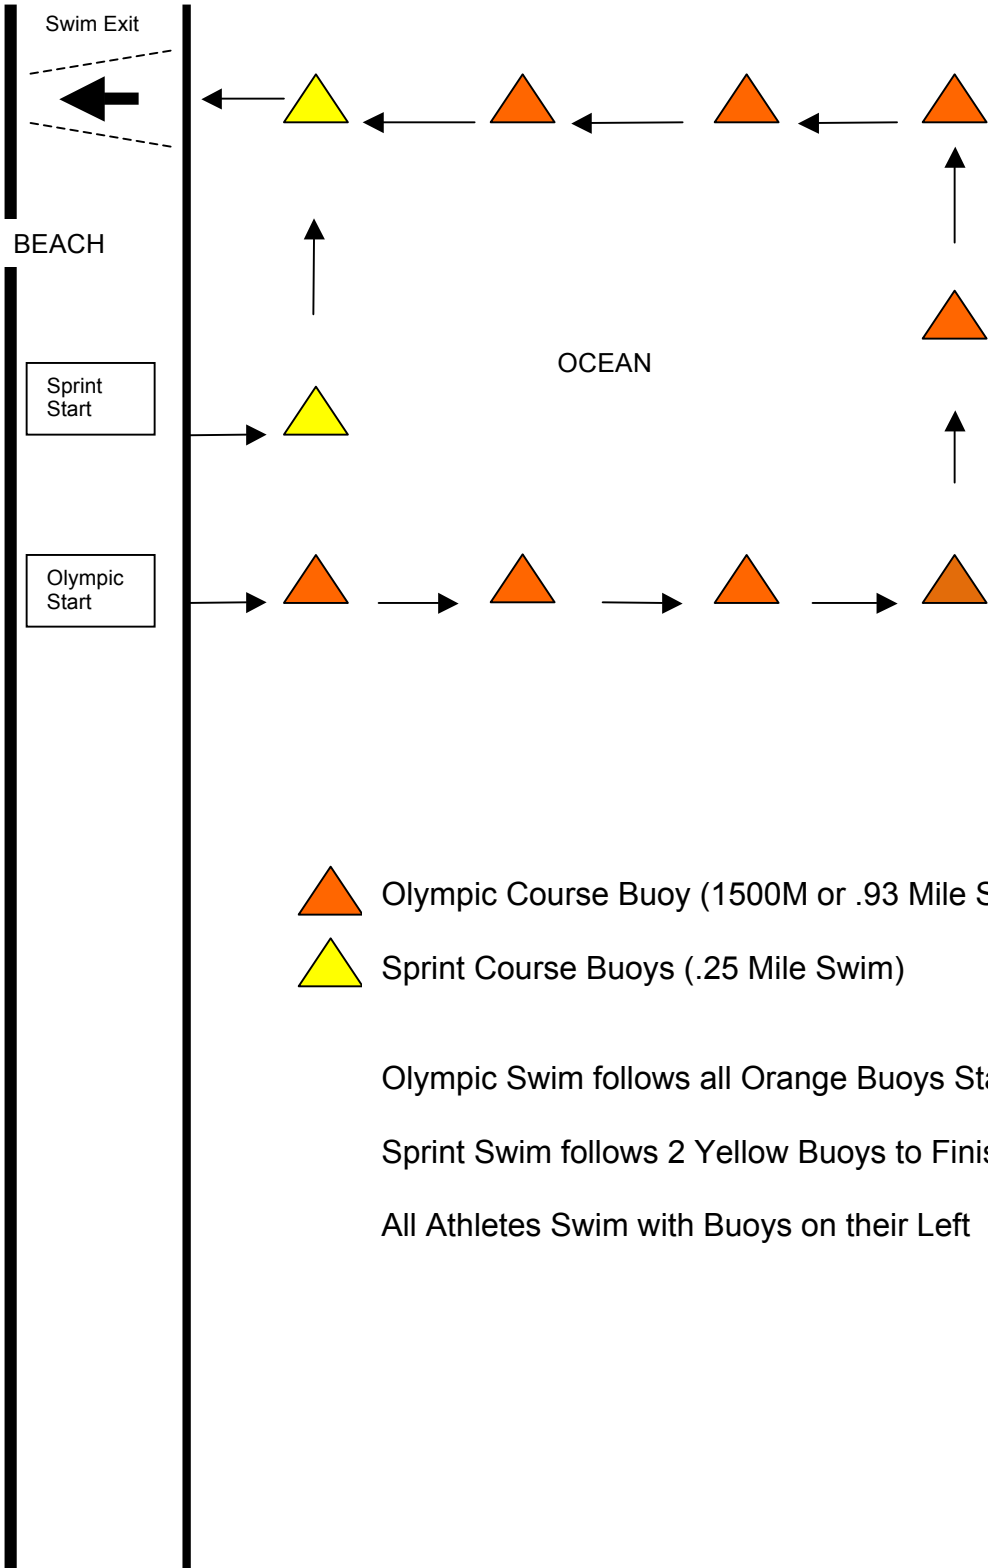 Swim Exit
BEACH
OCEAN
Sprint
Start
Olympic
Start
Olympic Course Buoy (1500M or .93 Mile
Sprint Course Buoys (.25 Mile Swim)
Olympic Swim follows all Orange Buoys
Sprint Swim follows 2 Yellow Buoys to
All Athletes Swim with Buoys on their Left